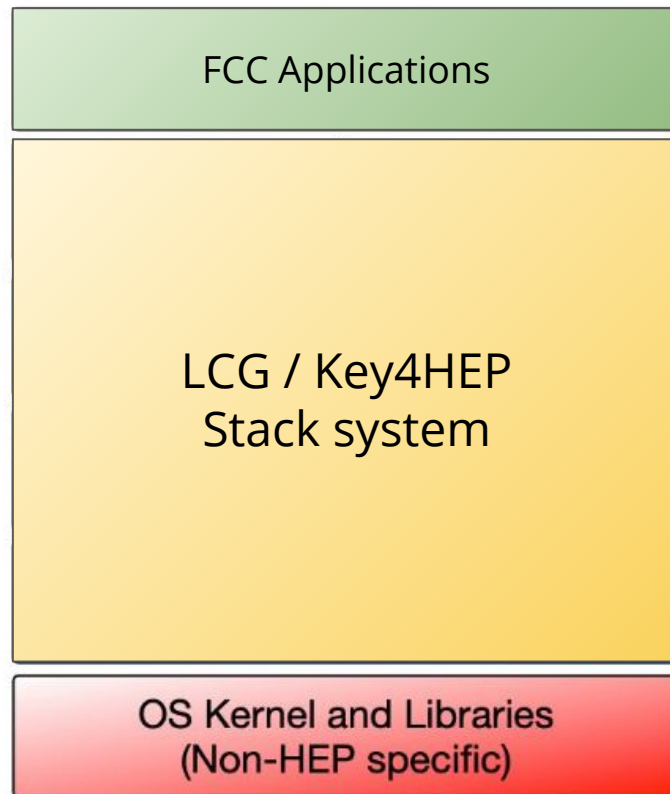 FCC Applications
LCG / Key4HEP
Stack system
OS Kernel and Libraries
(Non-HEP specific)